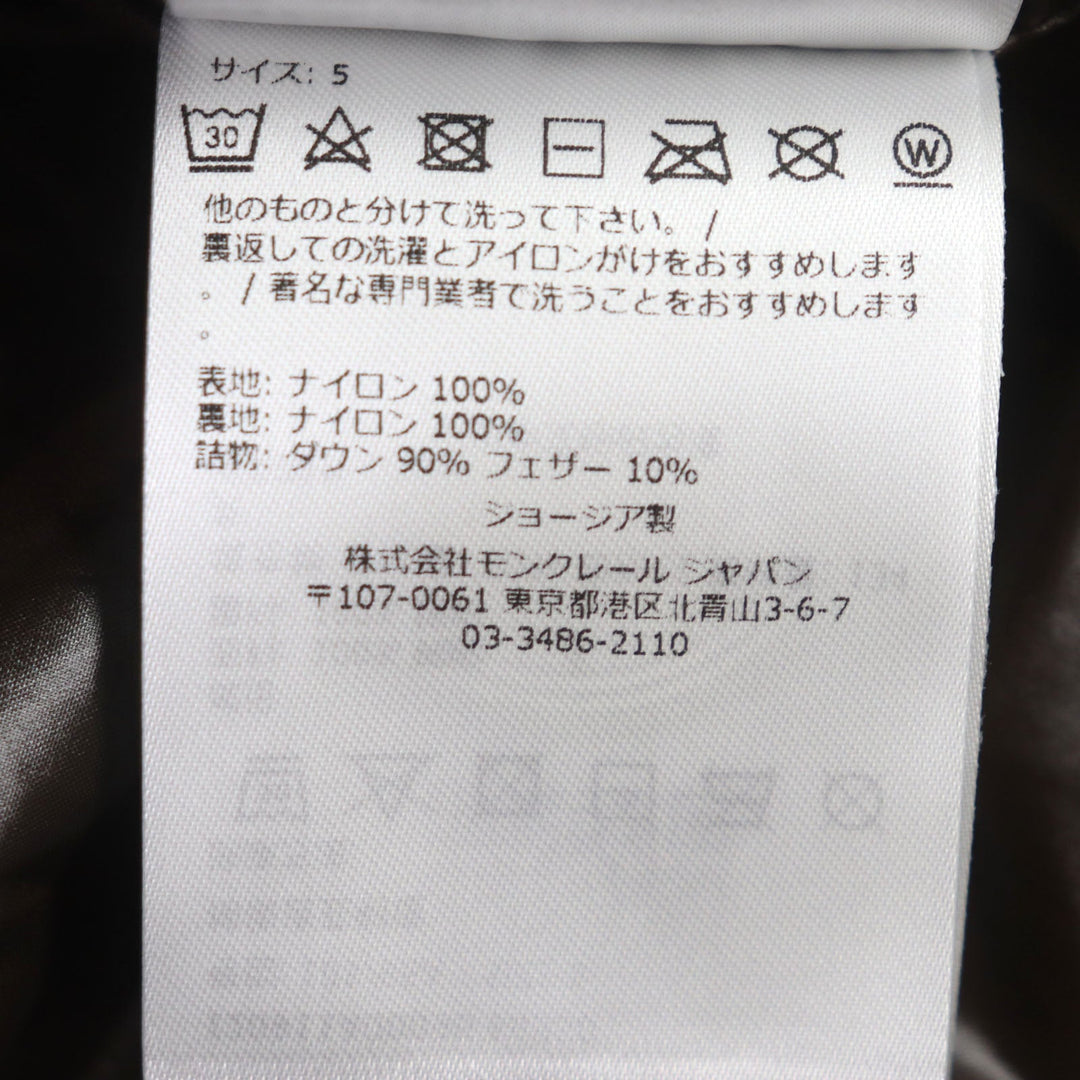 サイズ: 5
30
W
他のものと分けて洗って下さい。 /
裏返しての洗濯とアイロンがけをおすすめします
。 / 著名な専門業者で洗うことをおすすめします
。
表地: ナイロン 100%
裏地: ナイロン 100%
詰物: ダウン 90% フェザー 10%
ジョージア製
株式会社モンクレール ジャパン
〒107-0061 東京都港区北青山3-6-7
03-3486-2110